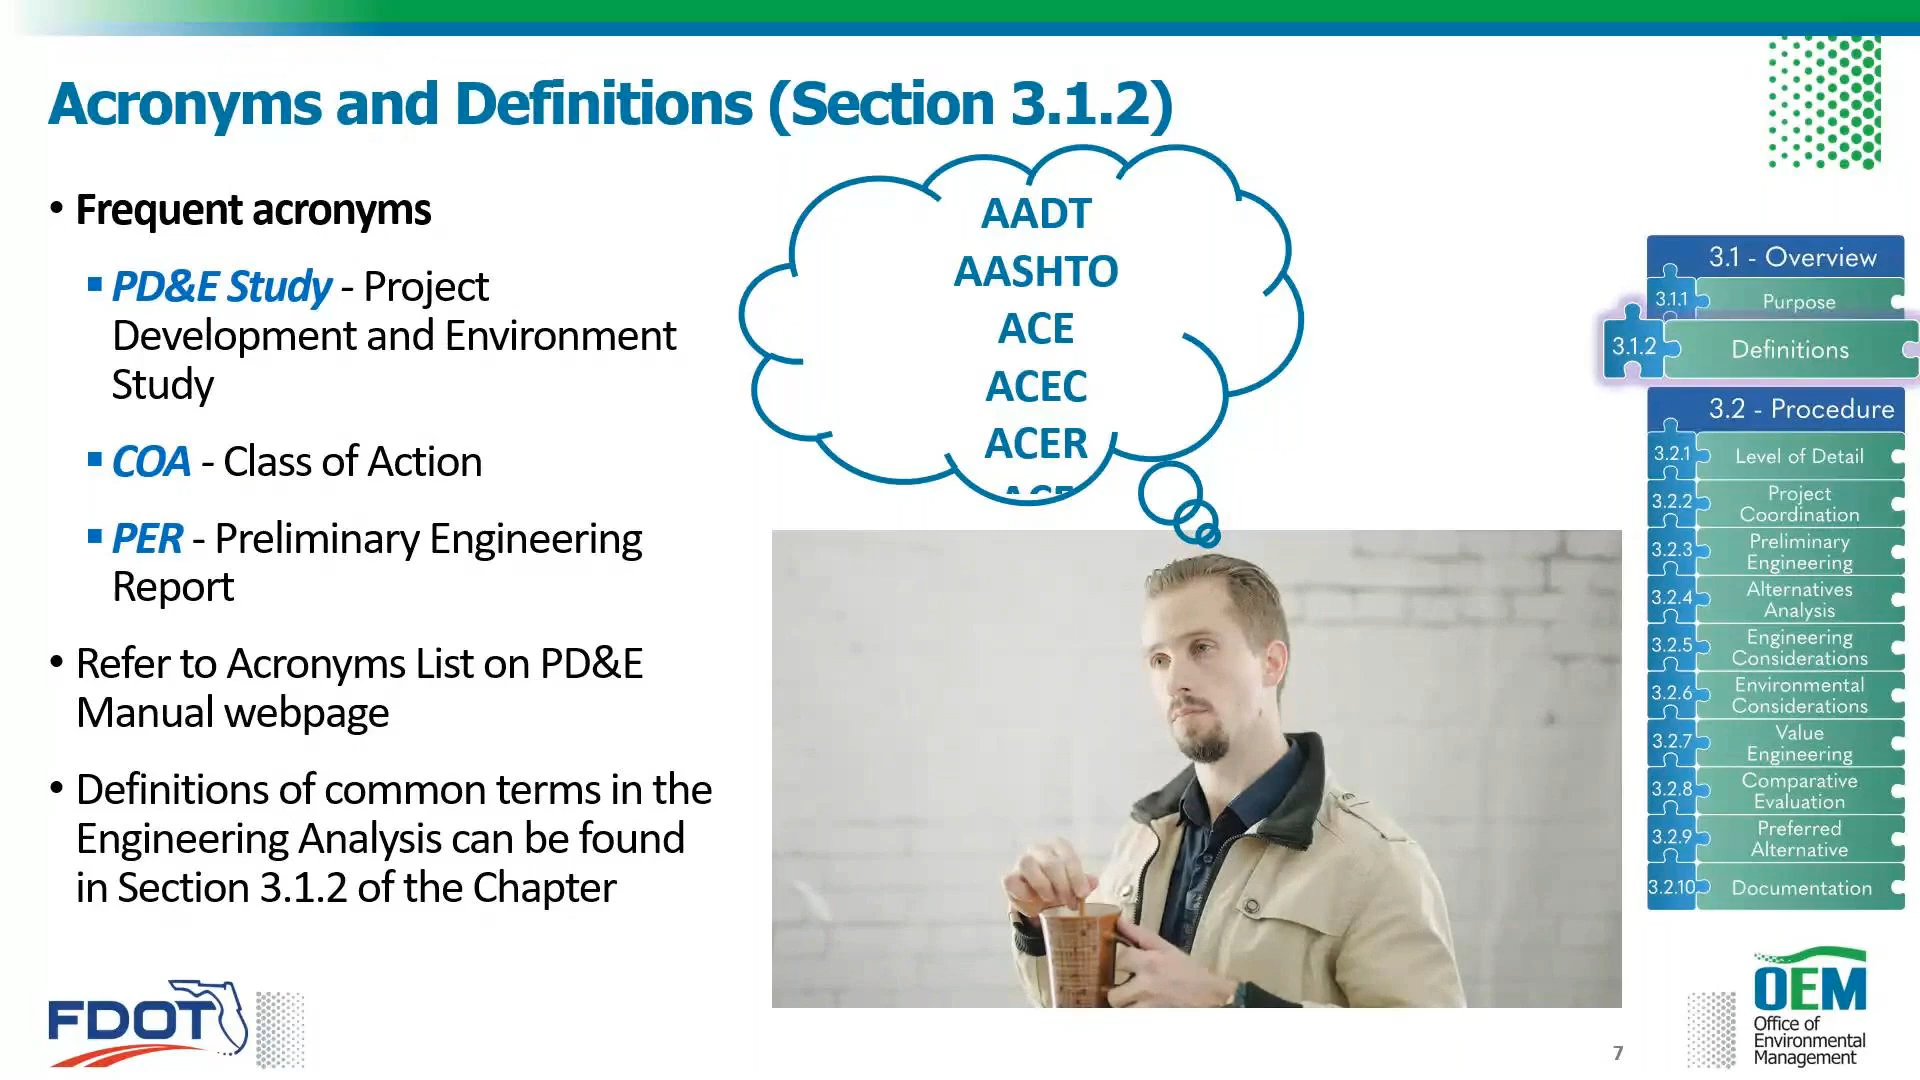 Acronyms and Definitions (Section 3.1.2)
• Frequent acronyms
▪ PD&E Study - Project
Development and Environment
Study
▪ COA - Class of Action
▪ PER - Preliminary Engineering
Report
• Refer to Acronyms List on PD&E
Manual webpage
• Definitions of common terms in the
Engineering Analysis can be found
in Section 3.1.2 of the Chapter
AADT
AASHTO
ACE
ACEC
ACER
3.1 - Overview
3.1.1 Purpose
3.1.2 Definitions
3.2 - Procedure
3.2.1 Level of Detail
3.2.2 Project
Coordination
3.2.3 Preliminary
Engineering
3.2.4 Alternatives
Analysis
3.2.5 Engineering
Considerations
3.2.6 Environmental
Considerations
3.2.7 Value
Engineering
3.2.8 Comparative
Evaluation
3.2.9 Preferred
Alternative
3.2.10 Documentation
FDOT
7
OEM
Office of
Environmental
Management